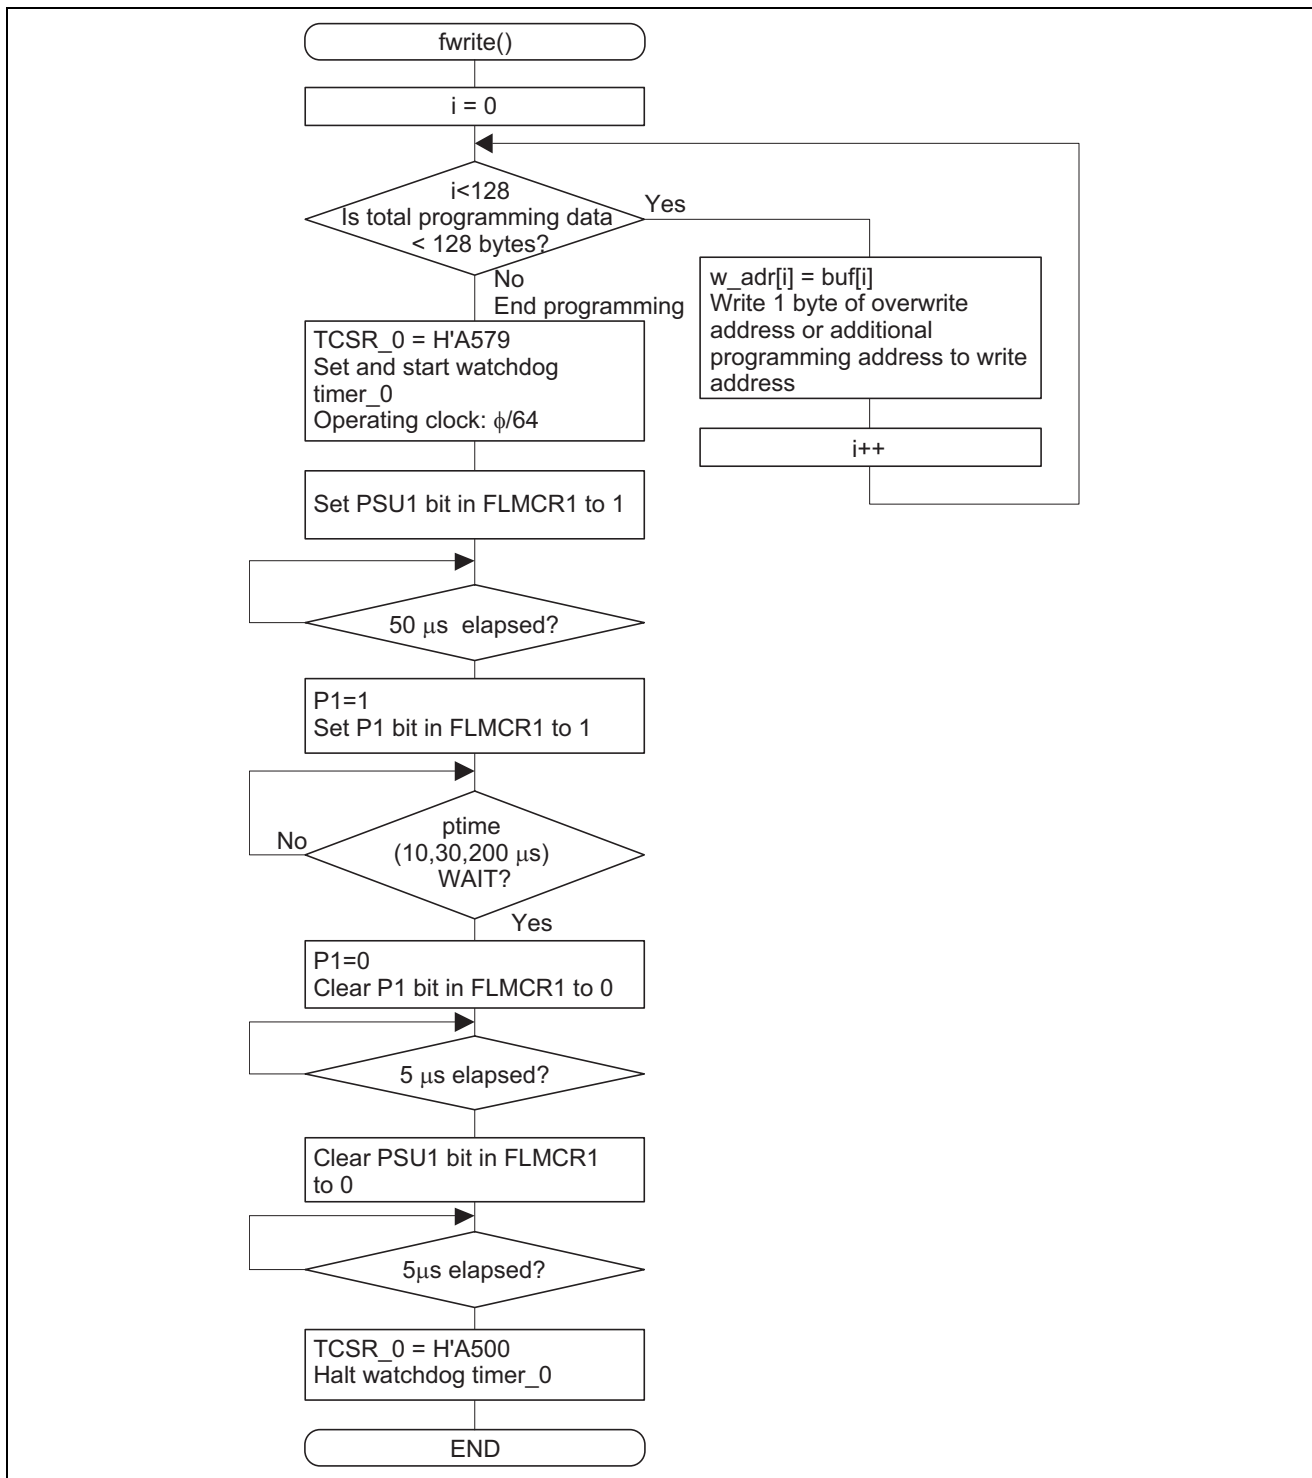 fwrite()
i = 0
i<128
Is total programming data
< 128 bytes?
Yes
No
End programming
w_adr[i] = buf[i]
Write 1 byte of overwrite
address or additional
programming address to write
address
i++
TCSR_0 = H'A579
Set and start watchdog
timer_0
Operating clock: ϕ/64
Set PSU1 bit in FLMCR1 to 1
50 μs  elapsed?
P1=1
Set P1 bit in FLMCR1 to 1
ptime
(10,30,200 μs)
WAIT?
No
Yes
P1=0
Clear P1 bit in FLMCR1 to 0
5 μs elapsed?
Clear PSU1 bit in FLMCR1
to 0
5μs elapsed?
TCSR_0 = H'A500
Halt watchdog timer_0
END